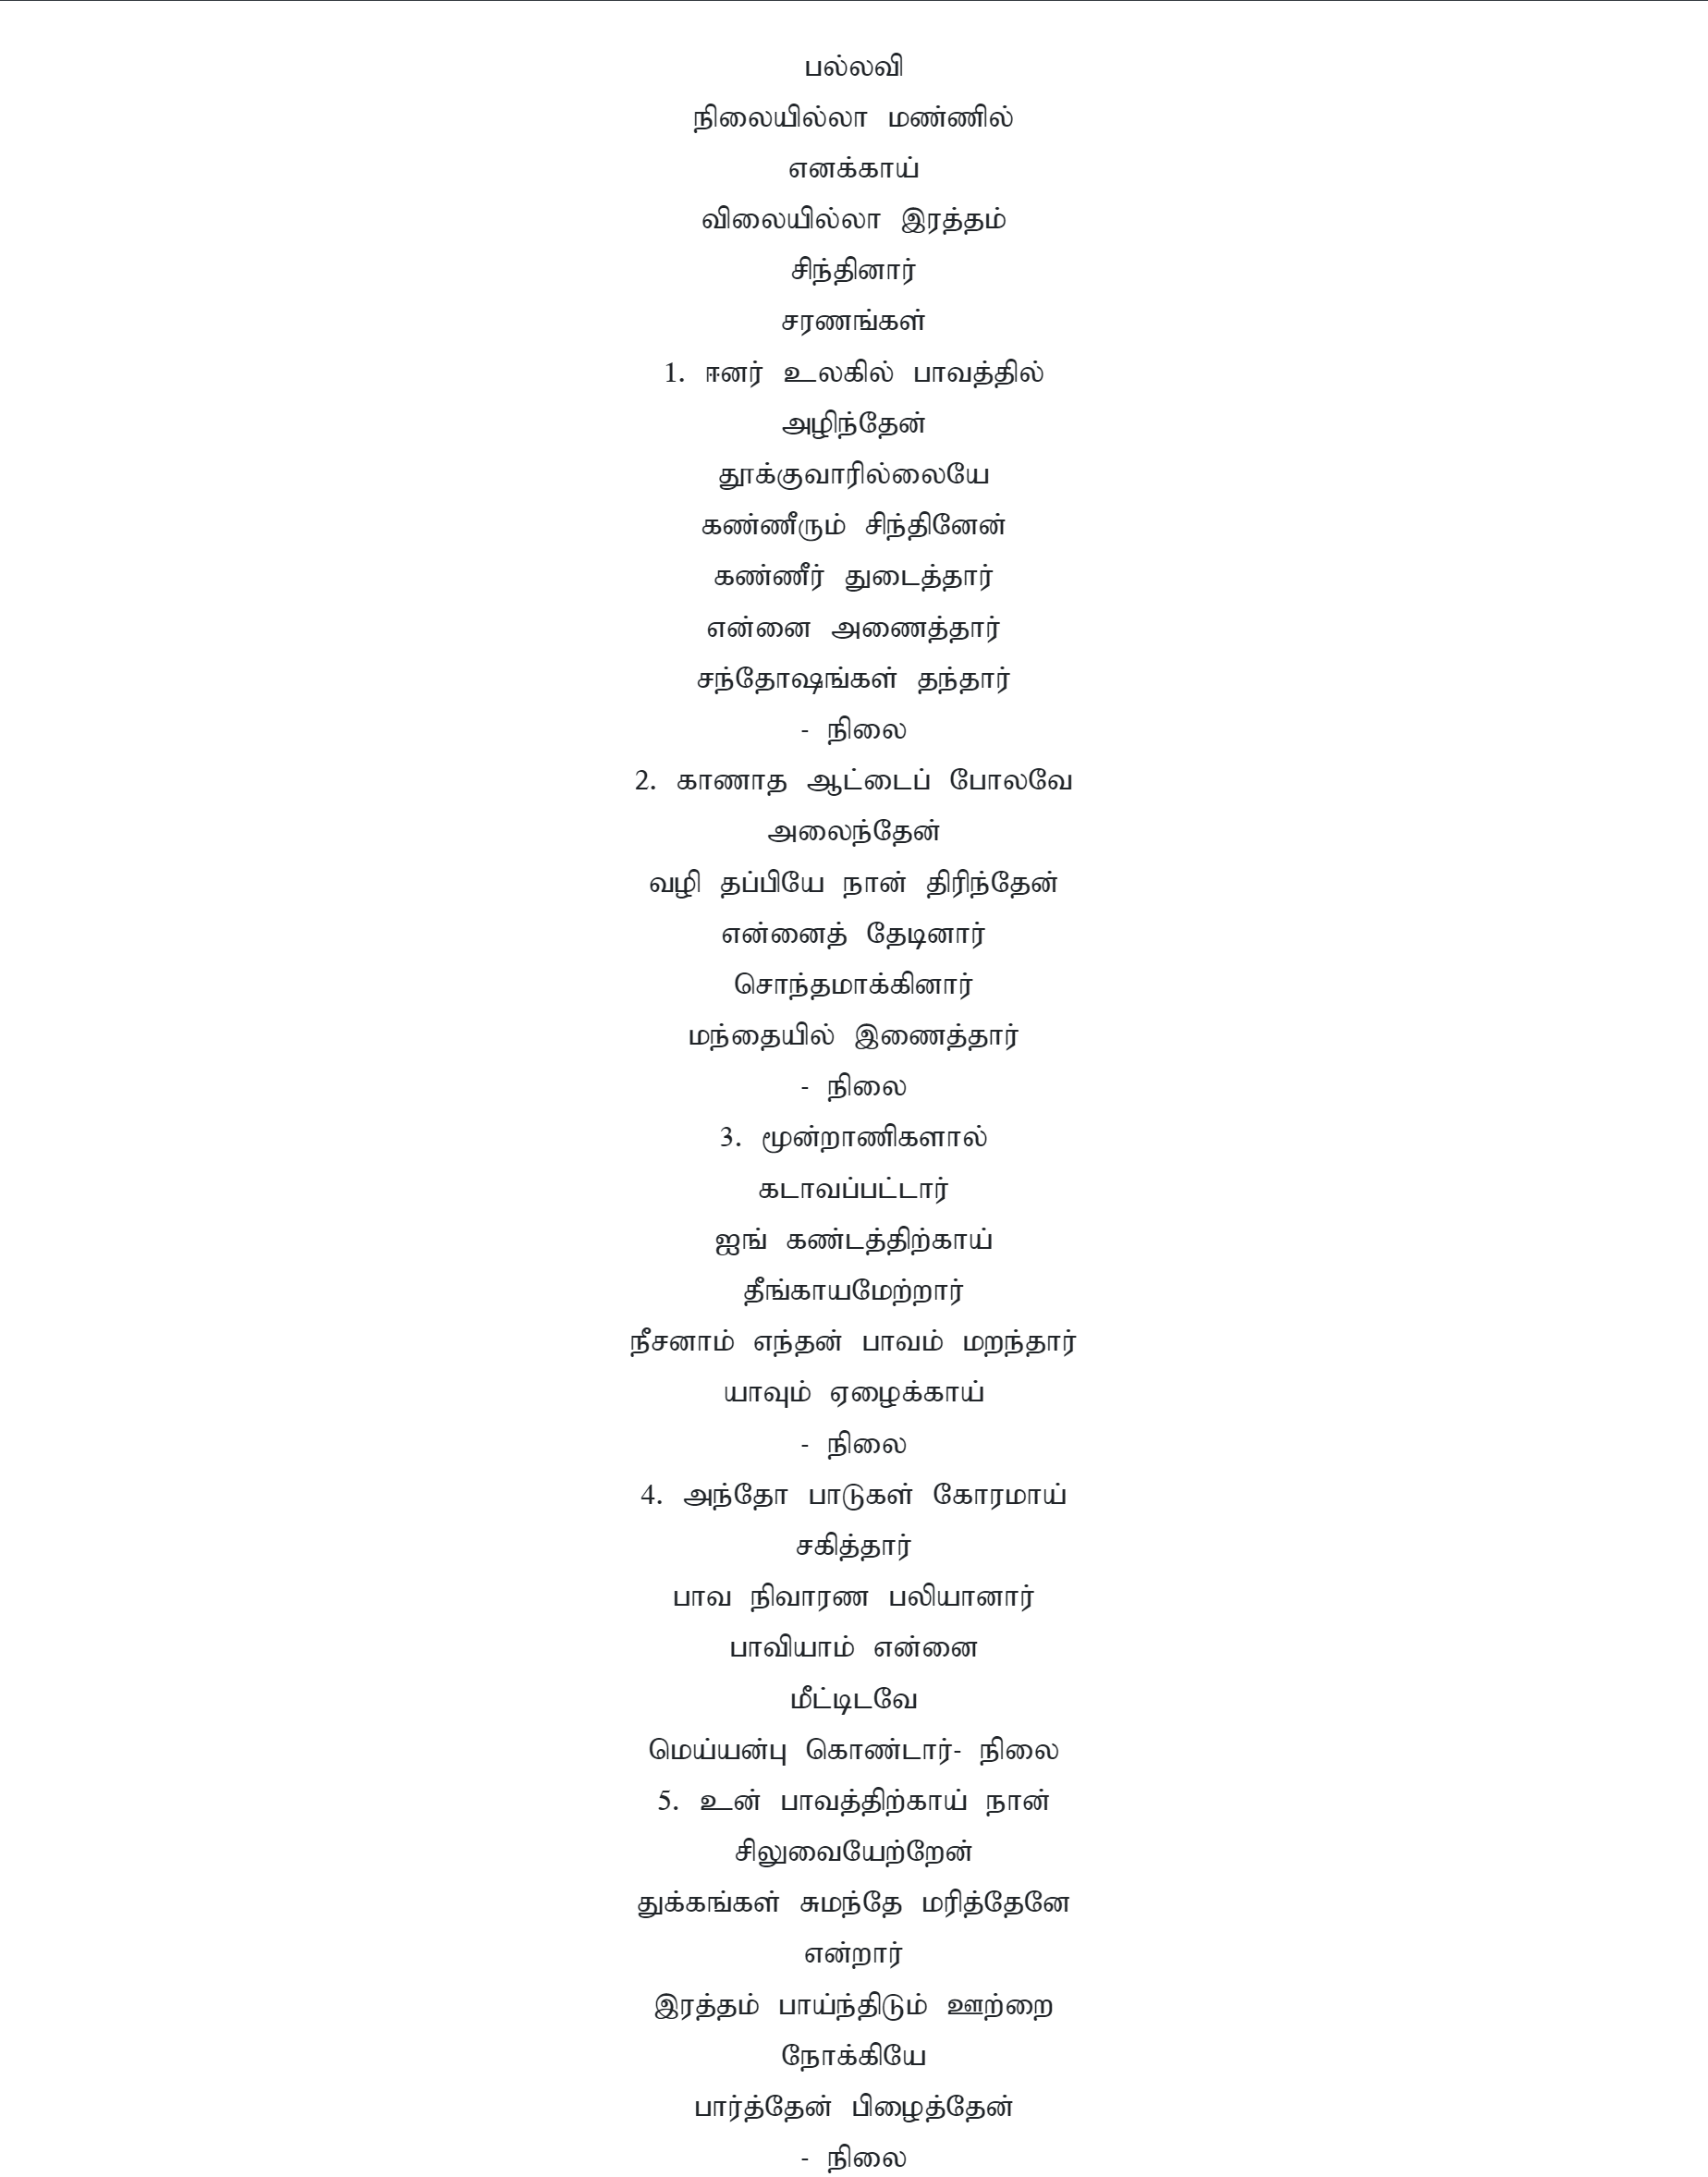 பல்லவி
நிலையில்லா மண்ணில்
எனக்காய்
விலையில்லா இரத்தம்
சிந்தினார்
சரணங்கள்
1. ஈனர் உலகில் பாவத்தில்
அழிந்தேன்
தூக்குவாரில்லையே
கண்ணீரும் சிந்தினேன்
கண்ணீர் துடைத்தார்
என்னை அணைத்தார்
சந்தோஷங்கள் தந்தார்
- நிலை
2. காணாத ஆட்டைப் போலவே
அலைந்தேன்
வழி தப்பியே நான் திரிந்தேன்
என்னைத் தேடினார்
சொந்தமாக்கினார்
மந்தையில் இணைத்தார்
- நிலை
3. மூன்றாணிகளால்
கடாவப்பட்டார்
ஐங் கண்டத்திற்காய்
தீங்காயமேற்றார்
நீசனாம் எந்தன் பாவம் மறந்தார்
யாவும் ஏழைக்காய்
- நிலை
4. அந்தோ பாடுகள் கோரமாய்
சகித்தார்
பாவ நிவாரண பலியானார்
பாவியாம் என்னை
மீட்டிடவே
மெய்யன்பு கொண்டார்- நிலை
5. உன் பாவத்திற்காய் நான்
சிலுவையேற்றேன்
துக்கங்கள் சுமந்தே மரித்தேனே
என்றார்
இரத்தம் பாய்ந்திடும் ஊற்றை
நோக்கியே
பார்த்தேன் பிழைத்தேன்
- நிலை